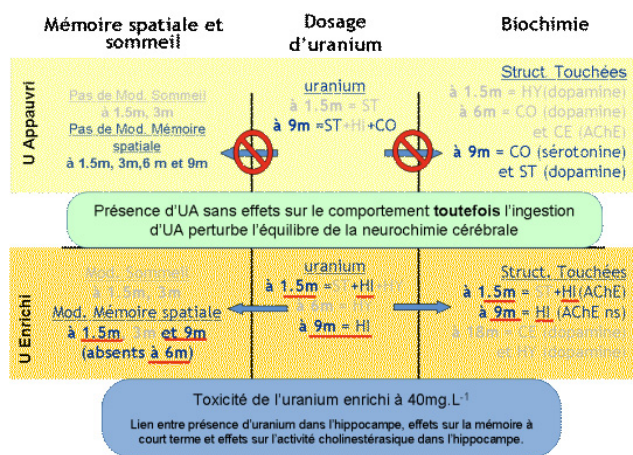 Mémoire spatiale et
sommeil
Dosage
d'uranium
Biochimie
U Appauvri
Pas de Mod. Sommeil
à 1.5m, 3m
Pas de Mod. Mémoire
spatiale
à 1.5m, 3m,6 m et 9m
uranium
à 1.5m = ST
à 9m =ST+Hi+CO
Struct. Touchées
à 1.5m = HY(dopamine)
à 6m = CO (dopamine)
et CE (AChE)
à 9m = CO (sérotonine)
et ST (dopamine)
Présence d'UA sans effets sur le comportement toutefois l'ingestion
d'UA perturbe l'équilibre de la neurochimie cérébrale
U Enrichi
Mod. Sommeil
à 1.5m, 3m
Mod. Mémoire spatiale
à 1.5m, 3m et 9m
(absents à 6m)
uranium
à 1.5m =ST+HI+HY
à 9m = HI
Struct. Touchées
à 1.5m = ST+HI(AChE)
à 9m = HI (AChE ns)
à 18m = (dopamine)
et HY (dopamine)
Toxicité de l'uranium enrichi à 40mg.L-1
Lien entre présence d'uranium dans l'hippocampe, effets sur la mémoire à
court terme et effets sur l'activité cholinestérasique dans l'hippocampe.